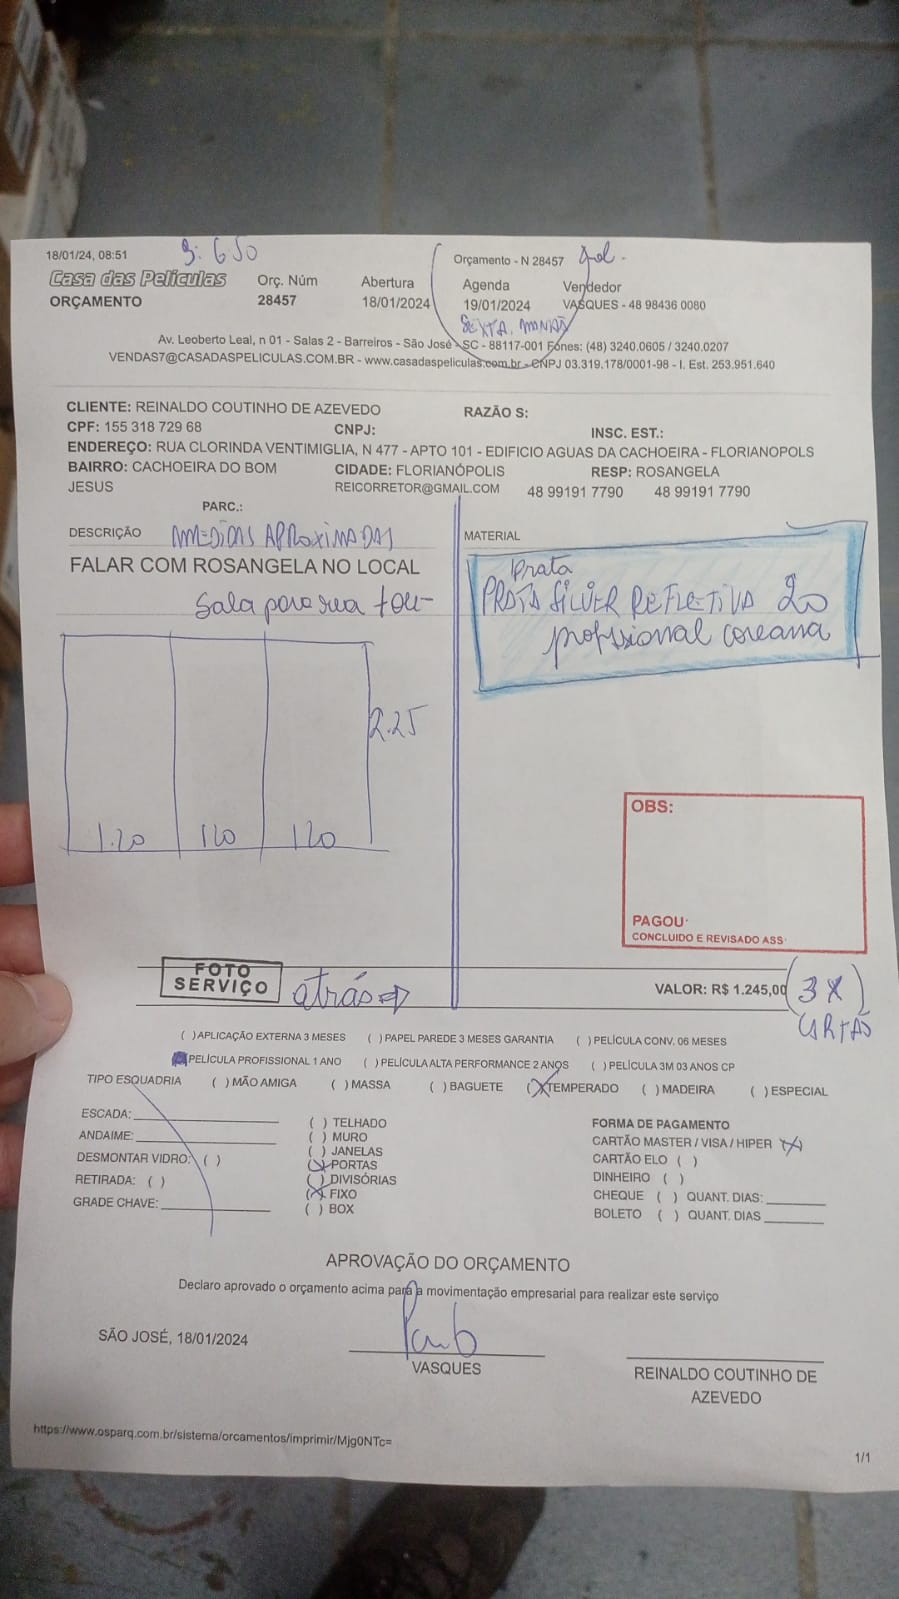 18/01/24, 08:51
Orçamento - N 28457
Casa das Películas
ORÇAMENTO
Orç. Núm
28457
Abertura
18/01/2024
Agenda
19/01/2024
Vendedor
VASQUES - 48 98436 0080
SEXTA, MANHÃ
Av. Leoberto Leal, n 01 - Salas 2 - Barreiros - São José - SC - 88117-001 Fones: (48) 3240.0605 / 3240.0207
VENDAS7@CASADASPELICULAS.COM.BR - www.casadaspeliculas.com.br - CNPJ 03.319.178/0001-98 - I. Est. 253.951.640
CLIENTE: REINALDO COUTINHO DE AZEVEDO
RAZÃO S:
CPF: 155 318 729 68
CNPJ:
INSC. EST.:
ENDEREÇO: RUA CLORINDA VENTIMIGLIA, N 477 - APTO 101 - EDIFICIO AGUAS DA CACHOEIRA - FLORIANOPOLS
BAIRRO: CACHOEIRA DO BOM
JESUS
CIDADE: FLORIANÓPOLIS
RESP: ROSANGELA
REICORRETOR@GMAIL.COM
48 99191 7790 48 99191 7790
PARC.:
DESCRIÇÃO
MEDIDAS APROXIMADAS
MATERIAL
FALAR COM ROSANGELA NO LOCAL
Prata
PRATA SILVER REFLETIVA 20
profissional coreana
Sala para rua
2.25
1.20 120 120
OBS:
PAGOU:
CONCLUIDO E REVISADO ASS:
FOTO
SERVIÇO
atrás
VALOR: R$ 1.245,00
3X
( ) APLICAÇÃO EXTERNA 3 MESES ( ) PAPEL PAREDE 3 MESES GARANTIA ( ) PELÍCULA CONV. 06 MESES
PELÍCULA PROFISSIONAL 1 ANO ( ) PELÍCULA ALTA PERFORMANCE 2 ANOS ( ) PELÍCULA 3M 03 ANOS CP
TIPO ESQUADRIA ( ) MÃO AMIGA ( ) MASSA ( ) BAGUETE (X) TEMPERADO ( ) MADEIRA ( ) ESPECIAL
ESCADA:
ANDAIME:
DESMONTAR VIDRO: ( )
RETIRADA: ( )
GRADE CHAVE:
( ) TELHADO
( ) MURO
( ) JANELAS
(X) PORTAS
( ) DIVISÓRIAS
(X) FIXO
( ) BOX
FORMA DE PAGAMENTO
CARTÃO MASTER / VISA / HIPER (X)
CARTÃO ELO ( )
DINHEIRO ( )
CHEQUE ( ) QUANT. DIAS:
BOLETO ( ) QUANT. DIAS
APROVAÇÃO DO ORÇAMENTO
Declaro aprovado o orçamento acima para a movimentação empresarial para realizar este serviço
SÃO JOSÉ, 18/01/2024
VASQUES
REINALDO COUTINHO DE
AZEVEDO
https://www.osparq.com.br/sistema/orcamentos/imprimir/Mjg0NTc=
1/1